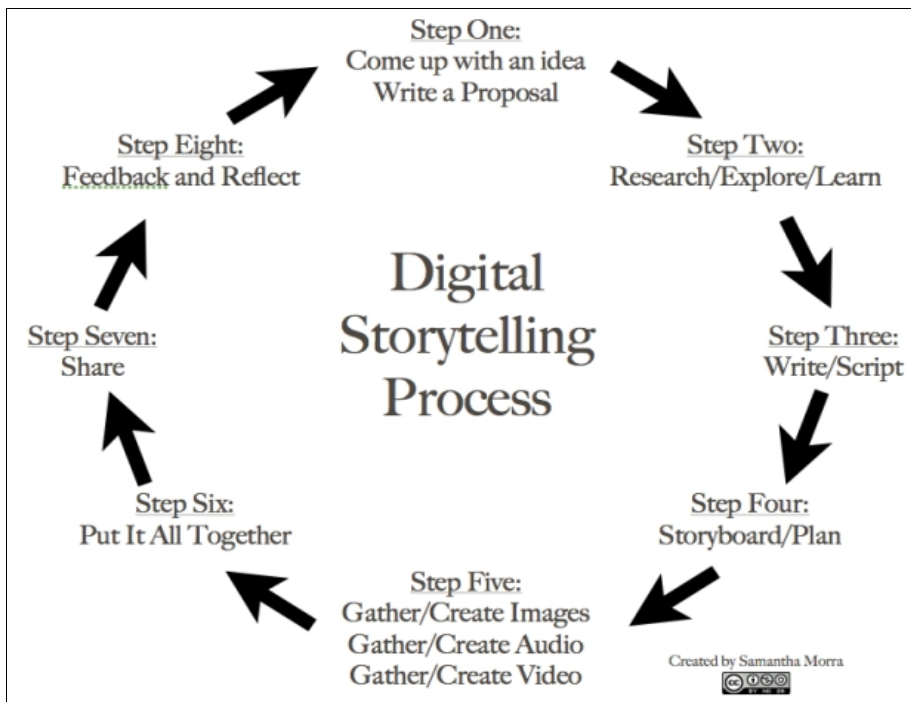 Step One:
Come up with an idea
Write a Proposal
Step Two:
Research/Explore/Learn
Step Three:
Write/Script
Step Four:
Storyboard/Plan
Step Five:
Gather/Create Images
Gather/Create Audio
Gather/Create Video
Step Six:
Put It All Together
Step Seven:
Share
Step Eight:
Feedback and Reflect
Digital
Storytelling
Process
Created by Samantha Morra
cc